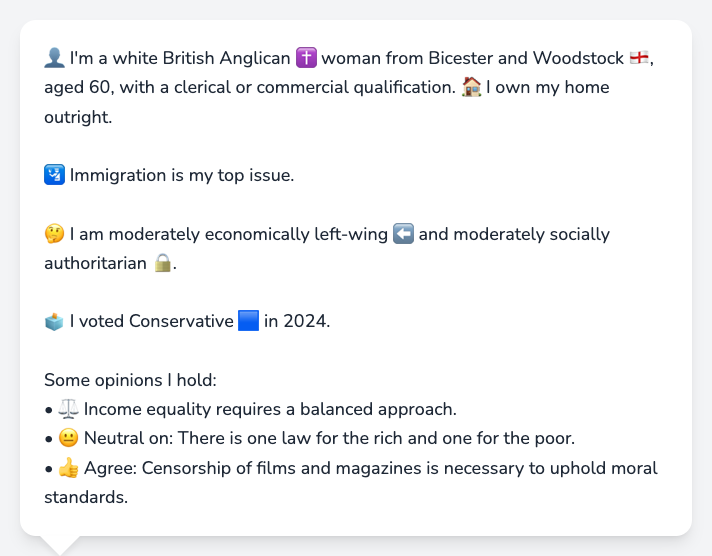 👤 I'm a white British Anglican ✝️ woman from Bicester and Woodstock 🏴󠁧󠁢󠁥󠁮󠁧󠁿,
aged 60, with a clerical or commercial qualification. 🏠 I own my home
outright.
🛂 Immigration is my top issue.
🤔 I am moderately economically left-wing ⬅️ and moderately socially
authoritarian 🔒.
🗳️ I voted Conservative 🟦 in 2024.
Some opinions I hold:
• ⚖️ Income equality requires a balanced approach.
• 😐 Neutral on: There is one law for the rich and one for the poor.
• 👍 Agree: Censorship of films and magazines is necessary to uphold moral
standards.